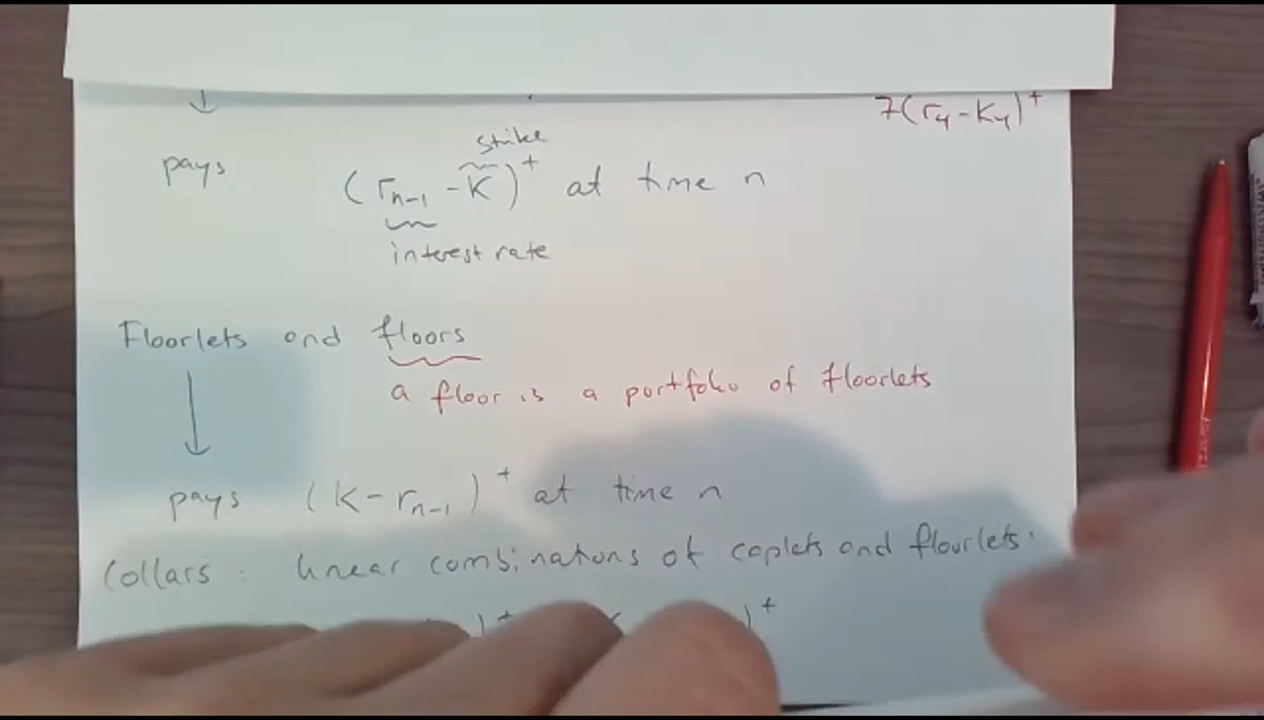 7(r₄-K₄)⁺
strike
pays (rₙ₋₁ - K)⁺ at time n
interest rate
Floorlets and floors
a floor is a portfolio of floorlets
pays (K - rₙ₋₁)⁺ at time n
Collars: linear combinations of caplets and floorlets.
)⁺ )⁺